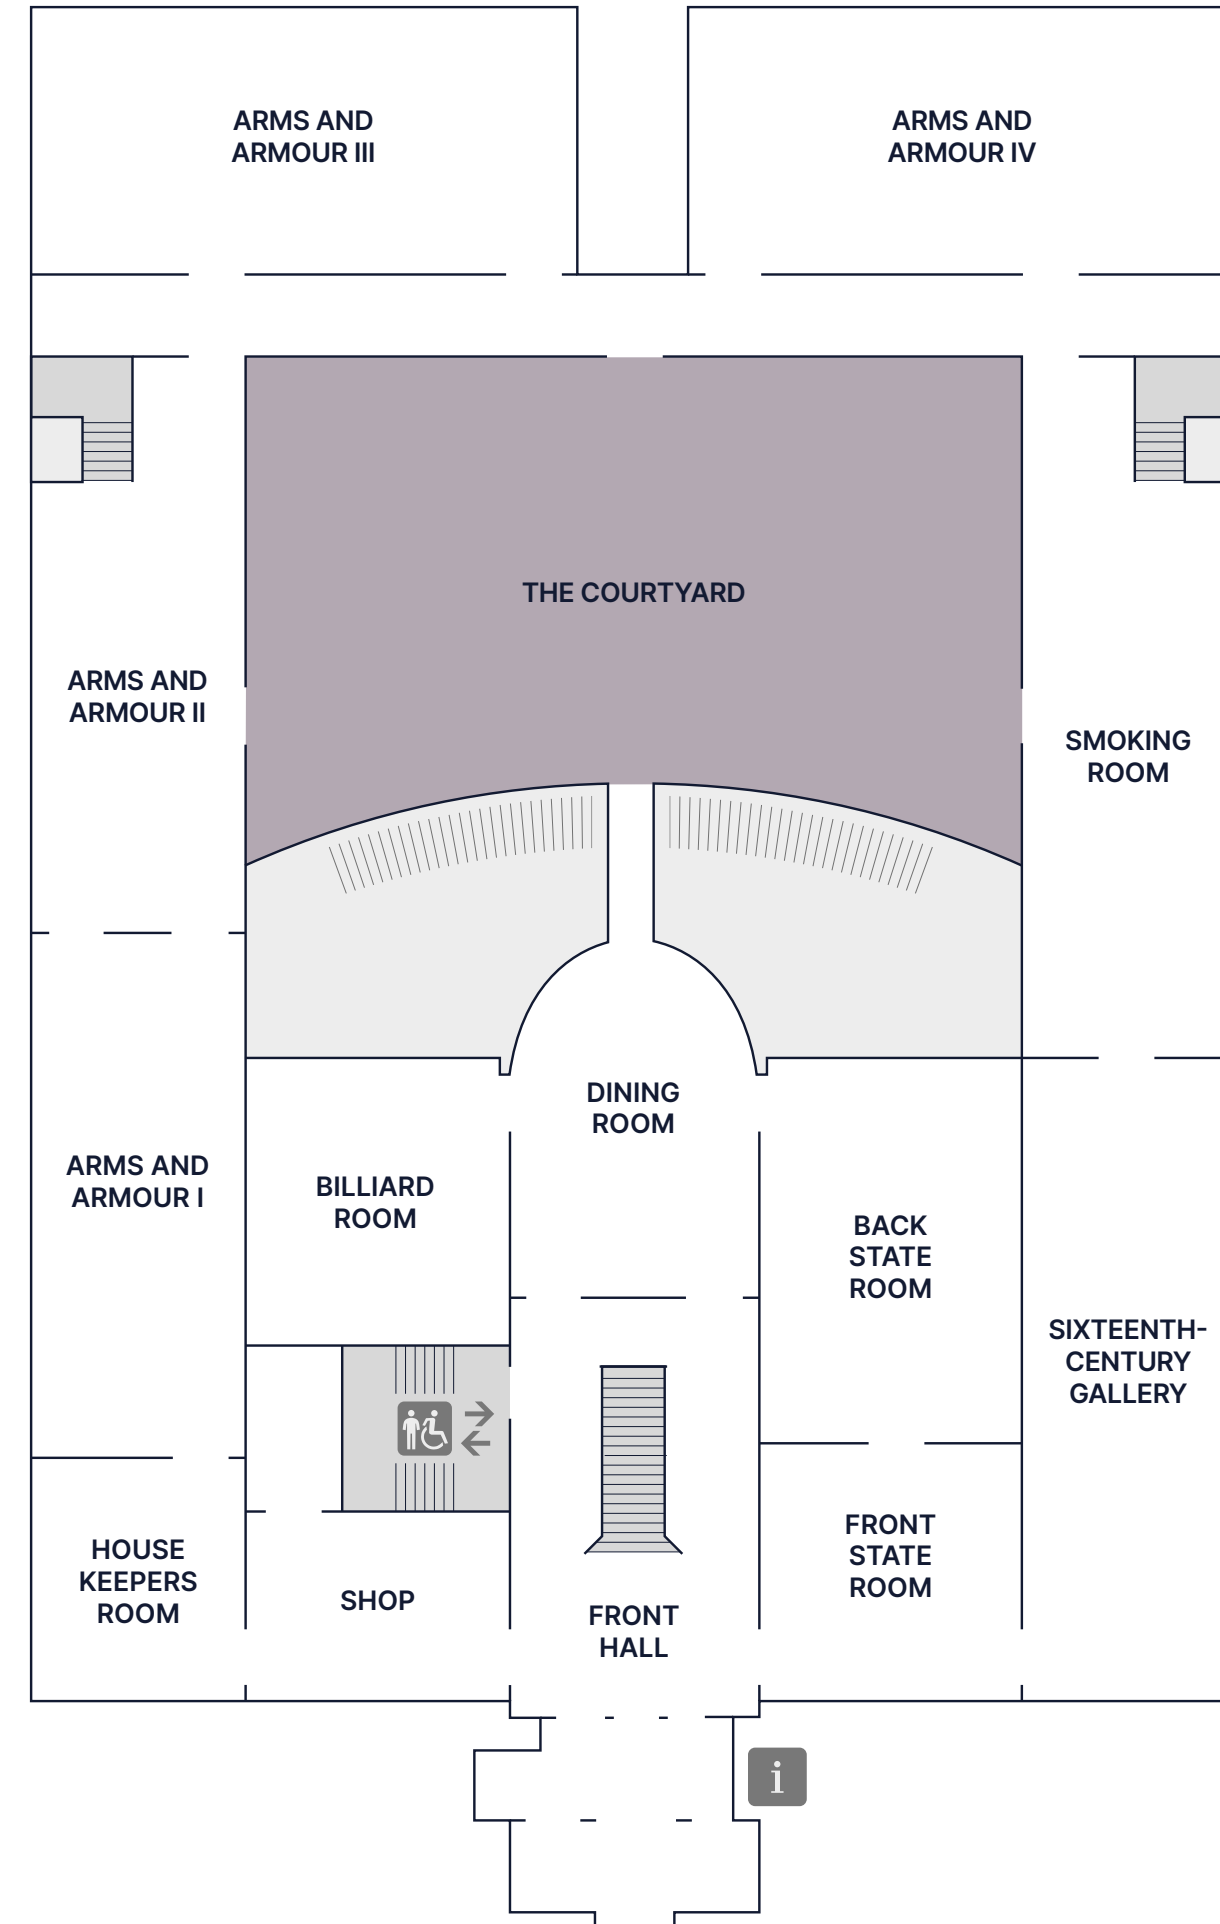 ARMS AND
ARMOUR III
ARMS AND
ARMOUR IV
THE COURTYARD
ARMS AND
ARMOUR II
SMOKING
ROOM
DINING
ROOM
ARMS AND
ARMOUR I
BILLIARD
ROOM
BACK
STATE
ROOM
SIXTEENTH-
CENTURY
GALLERY
HOUSE
KEEPERS
ROOM
SHOP
FRONT
STATE
ROOM
FRONT
HALL
i